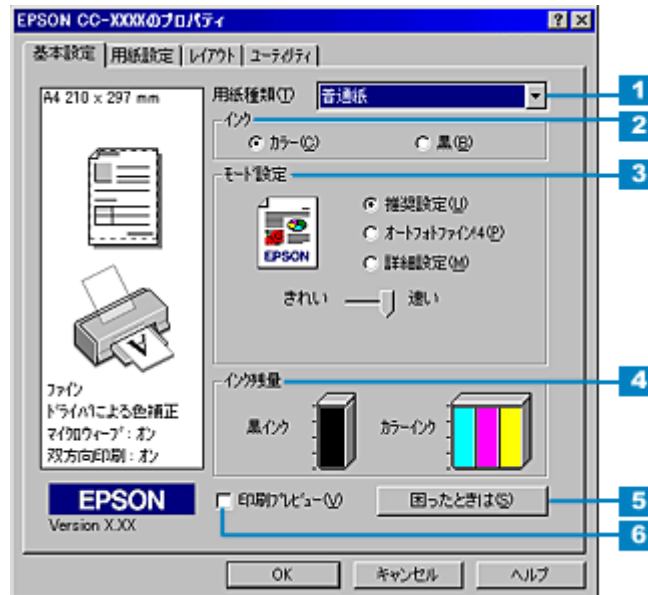 EPSON CC-XXXXのプロパティ
基本設定
用紙設定
レイアウト
ユーティリティ
A4 210 x 297 mm
用紙種類(T)
普通紙
1
インク
2
カラー(C)
黒(B)
モード設定
3
EPSON
推奨設定(U)
オートフォトファイン!4(P)
詳細設定(M)
きれい
速い
ファイン
ドライバによる色補正
マイクロウィーブ:オン
双方向印刷:オン
インク残量
4
黒インク
カラーインク
EPSON
Version X.XX
印刷プレビュー(V)
困ったときは(S)
5
6
OK
キャンセル
ヘルプ